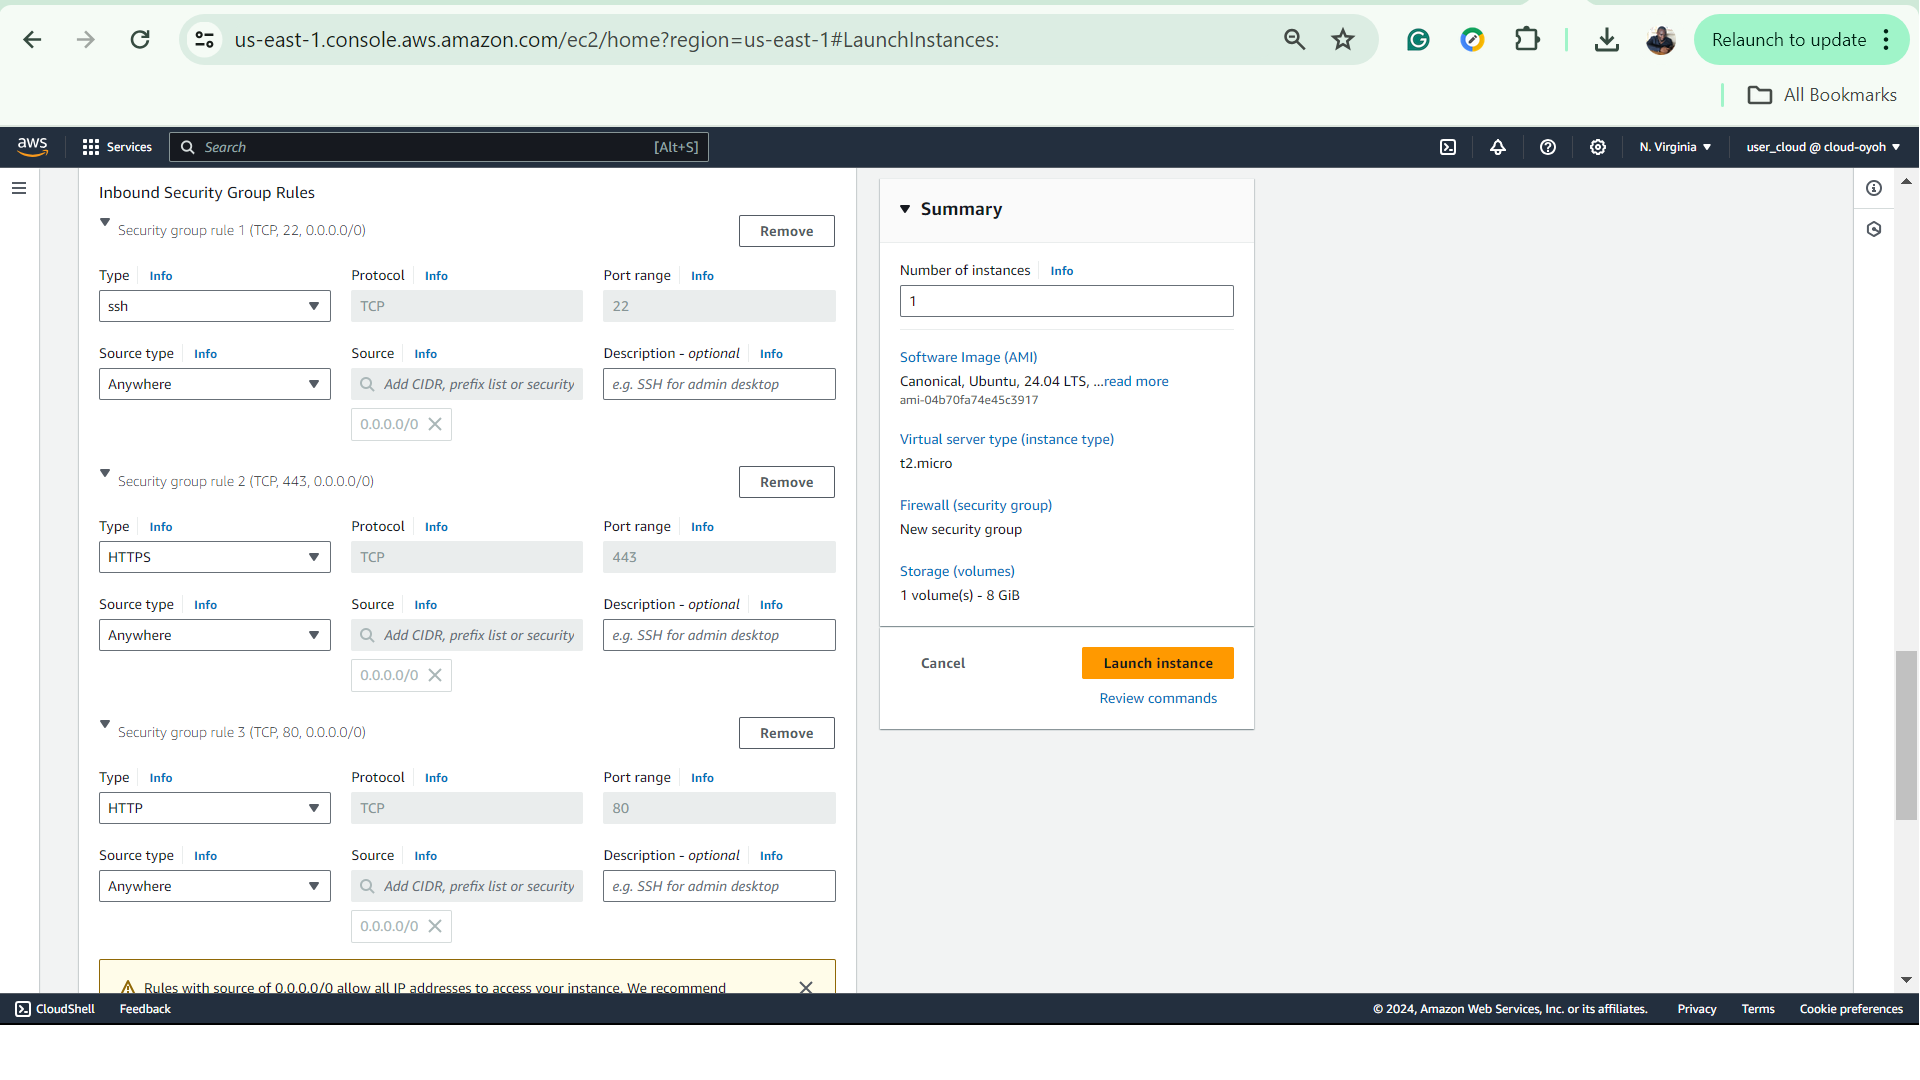 us-east-1.console.aws.amazon.com/ec2/home?region=us-east-1#LaunchInstances:
Relaunch to update
All Bookmarks
aws
Services
Search
[Alt+S]
N. Virginia
user_cloud @ cloud-oyoh
Inbound Security Group Rules
Security group rule 1 (TCP, 22, 0.0.0.0/0)
Remove
Type Info
Protocol Info
Port range Info
ssh
TCP
22
Source type Info
Source Info
Description - optional Info
Anywhere
Add CIDR, prefix list or security
e.g. SSH for admin desktop
0.0.0.0/0
Security group rule 2 (TCP, 443, 0.0.0.0/0)
Remove
Type Info
Protocol Info
Port range Info
HTTPS
TCP
443
Source type Info
Source Info
Description - optional Info
Anywhere
Add CIDR, prefix list or security
e.g. SSH for admin desktop
0.0.0.0/0
Security group rule 3 (TCP, 80, 0.0.0.0/0)
Remove
Type Info
Protocol Info
Port range Info
HTTP
TCP
80
Source type Info
Source Info
Description - optional Info
Anywhere
Add CIDR, prefix list or security
e.g. SSH for admin desktop
0.0.0.0/0
Rules with source of 0.0.0.0/0 allow all IP addresses to access your instance. We recommend
Summary
Number of instances Info
1
Software Image (AMI)
Canonical, Ubuntu, 24.04 LTS, ...read more
ami-04b70fa74e45c3917
Virtual server type (instance type)
t2.micro
Firewall (security group)
New security group
Storage (volumes)
1 volume(s) - 8 GiB
Cancel
Launch instance
Review commands
CloudShell
Feedback
© 2024, Amazon Web Services, Inc. or its affiliates.
Privacy
Terms
Cookie preferences